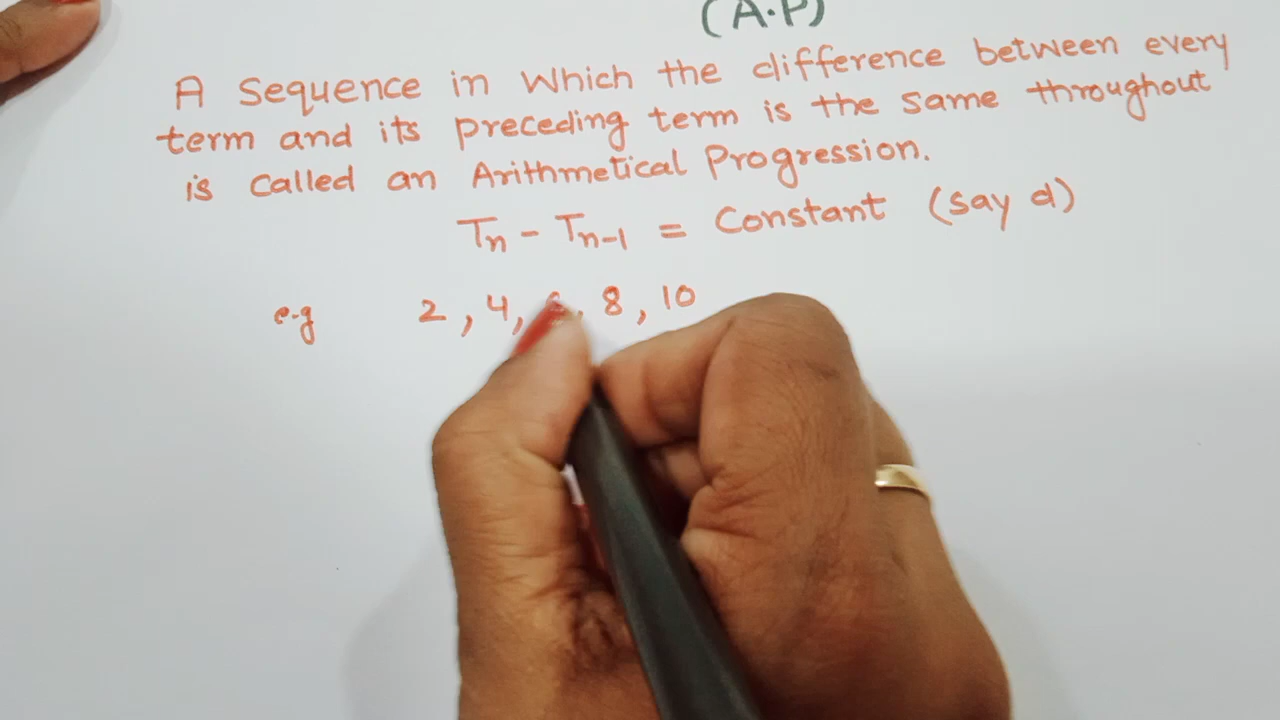 (A.P)
A Sequence in Which the difference between every
term and its preceding term is the same throughout
is Called an Arithmetical Progression.
Tn - Tn-1 = Constant (Say d)
e.g 2, 4, 6, 8, 10